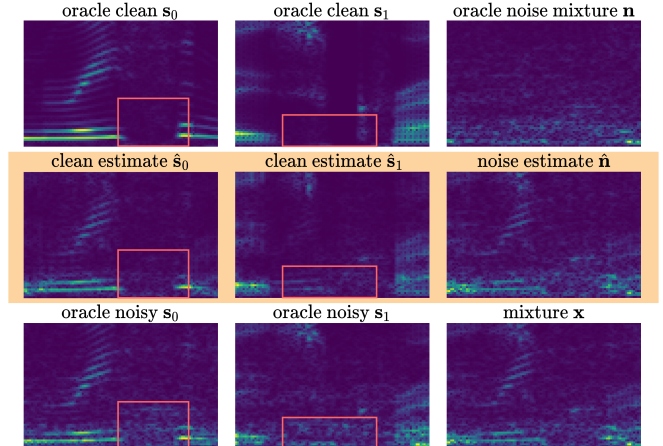 oracle clean s₀
oracle clean s₁
oracle noise mixture n
clean estimate ŝ₀
clean estimate ŝ₁
noise estimate n̂
oracle noisy s₀
oracle noisy s₁
mixture x